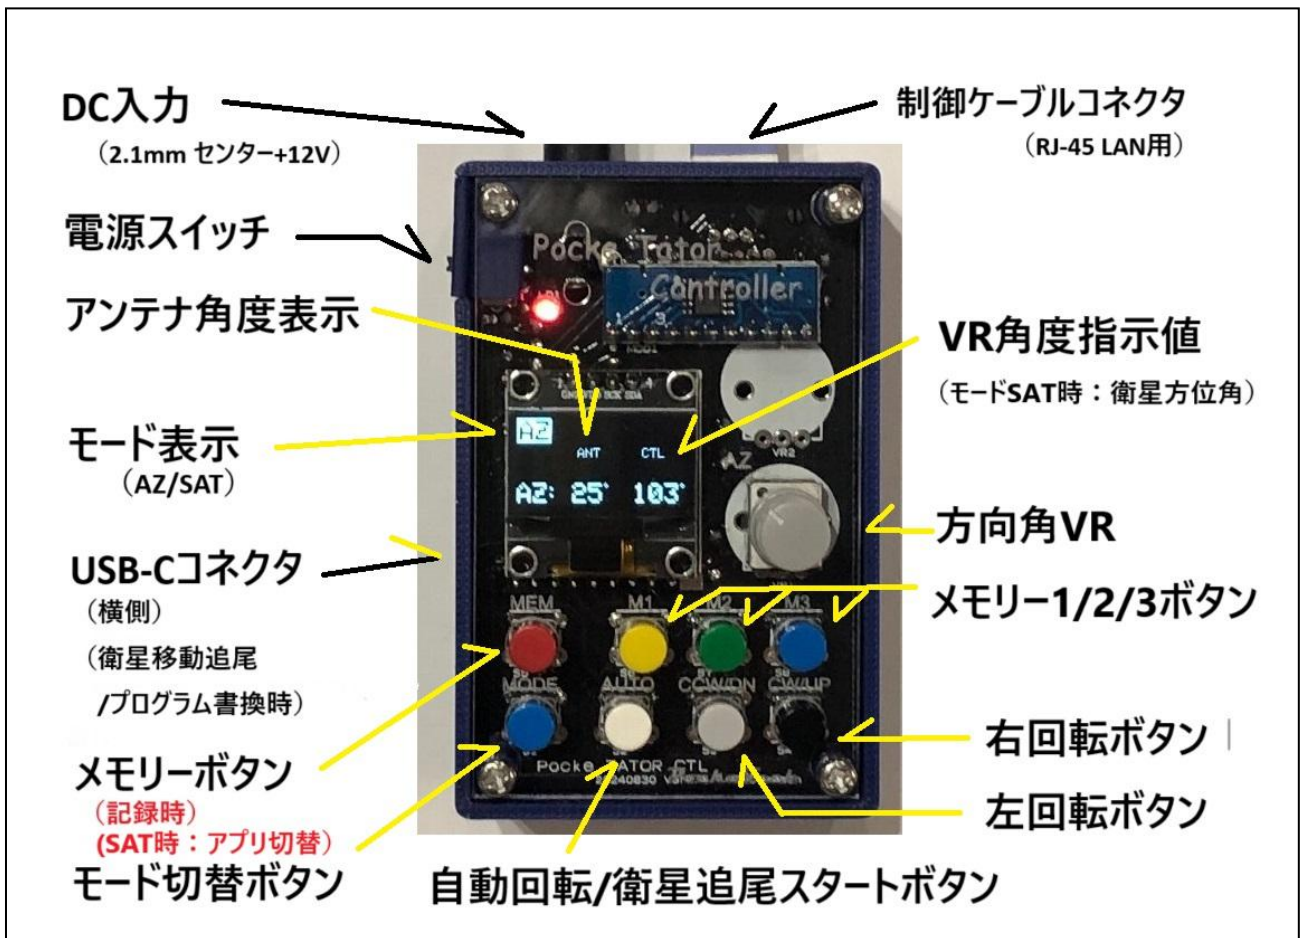 DC入力
（2.1mm センター+12V）
制御ケーブルコネクタ
（RJ-45 LAN用）
電源スイッチ
アンテナ角度表示
VR角度指示値
（モードSAT時：衛星方位角）
モード表示
（AZ/SAT）
方向角VR
USB-Cコネクタ
（横側）
（衛星移動追尾
/プログラム書換時）
メモリー1/2/3ボタン
メモリーボタン
（記録時）
(SAT時：アプリ切替）
右回転ボタン
左回転ボタン
モード切替ボタン
自動回転/衛星追尾スタートボタン
Pocke Tator
Controller
AZ
ANT CTL
AZ: 25° 103°
VR2
AZ
MEM M1 M2 M3
MODE AUTO CCW/DN CW/UP
Pocke TATOR CTL